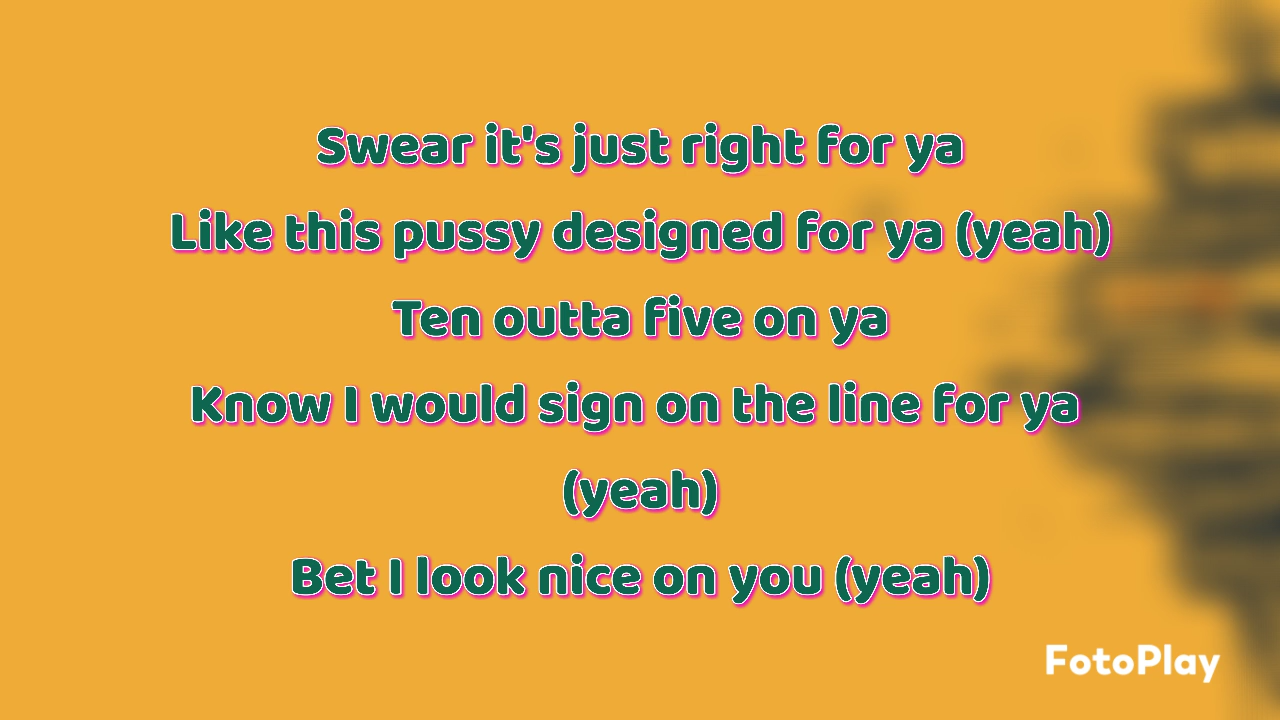 Swear it's just right for ya
Like this pussy designed for ya (yeah)
Ten outta five on ya
Know I would sign on the line for ya
(yeah)
Bet I look nice on you (yeah)
FotoPlay